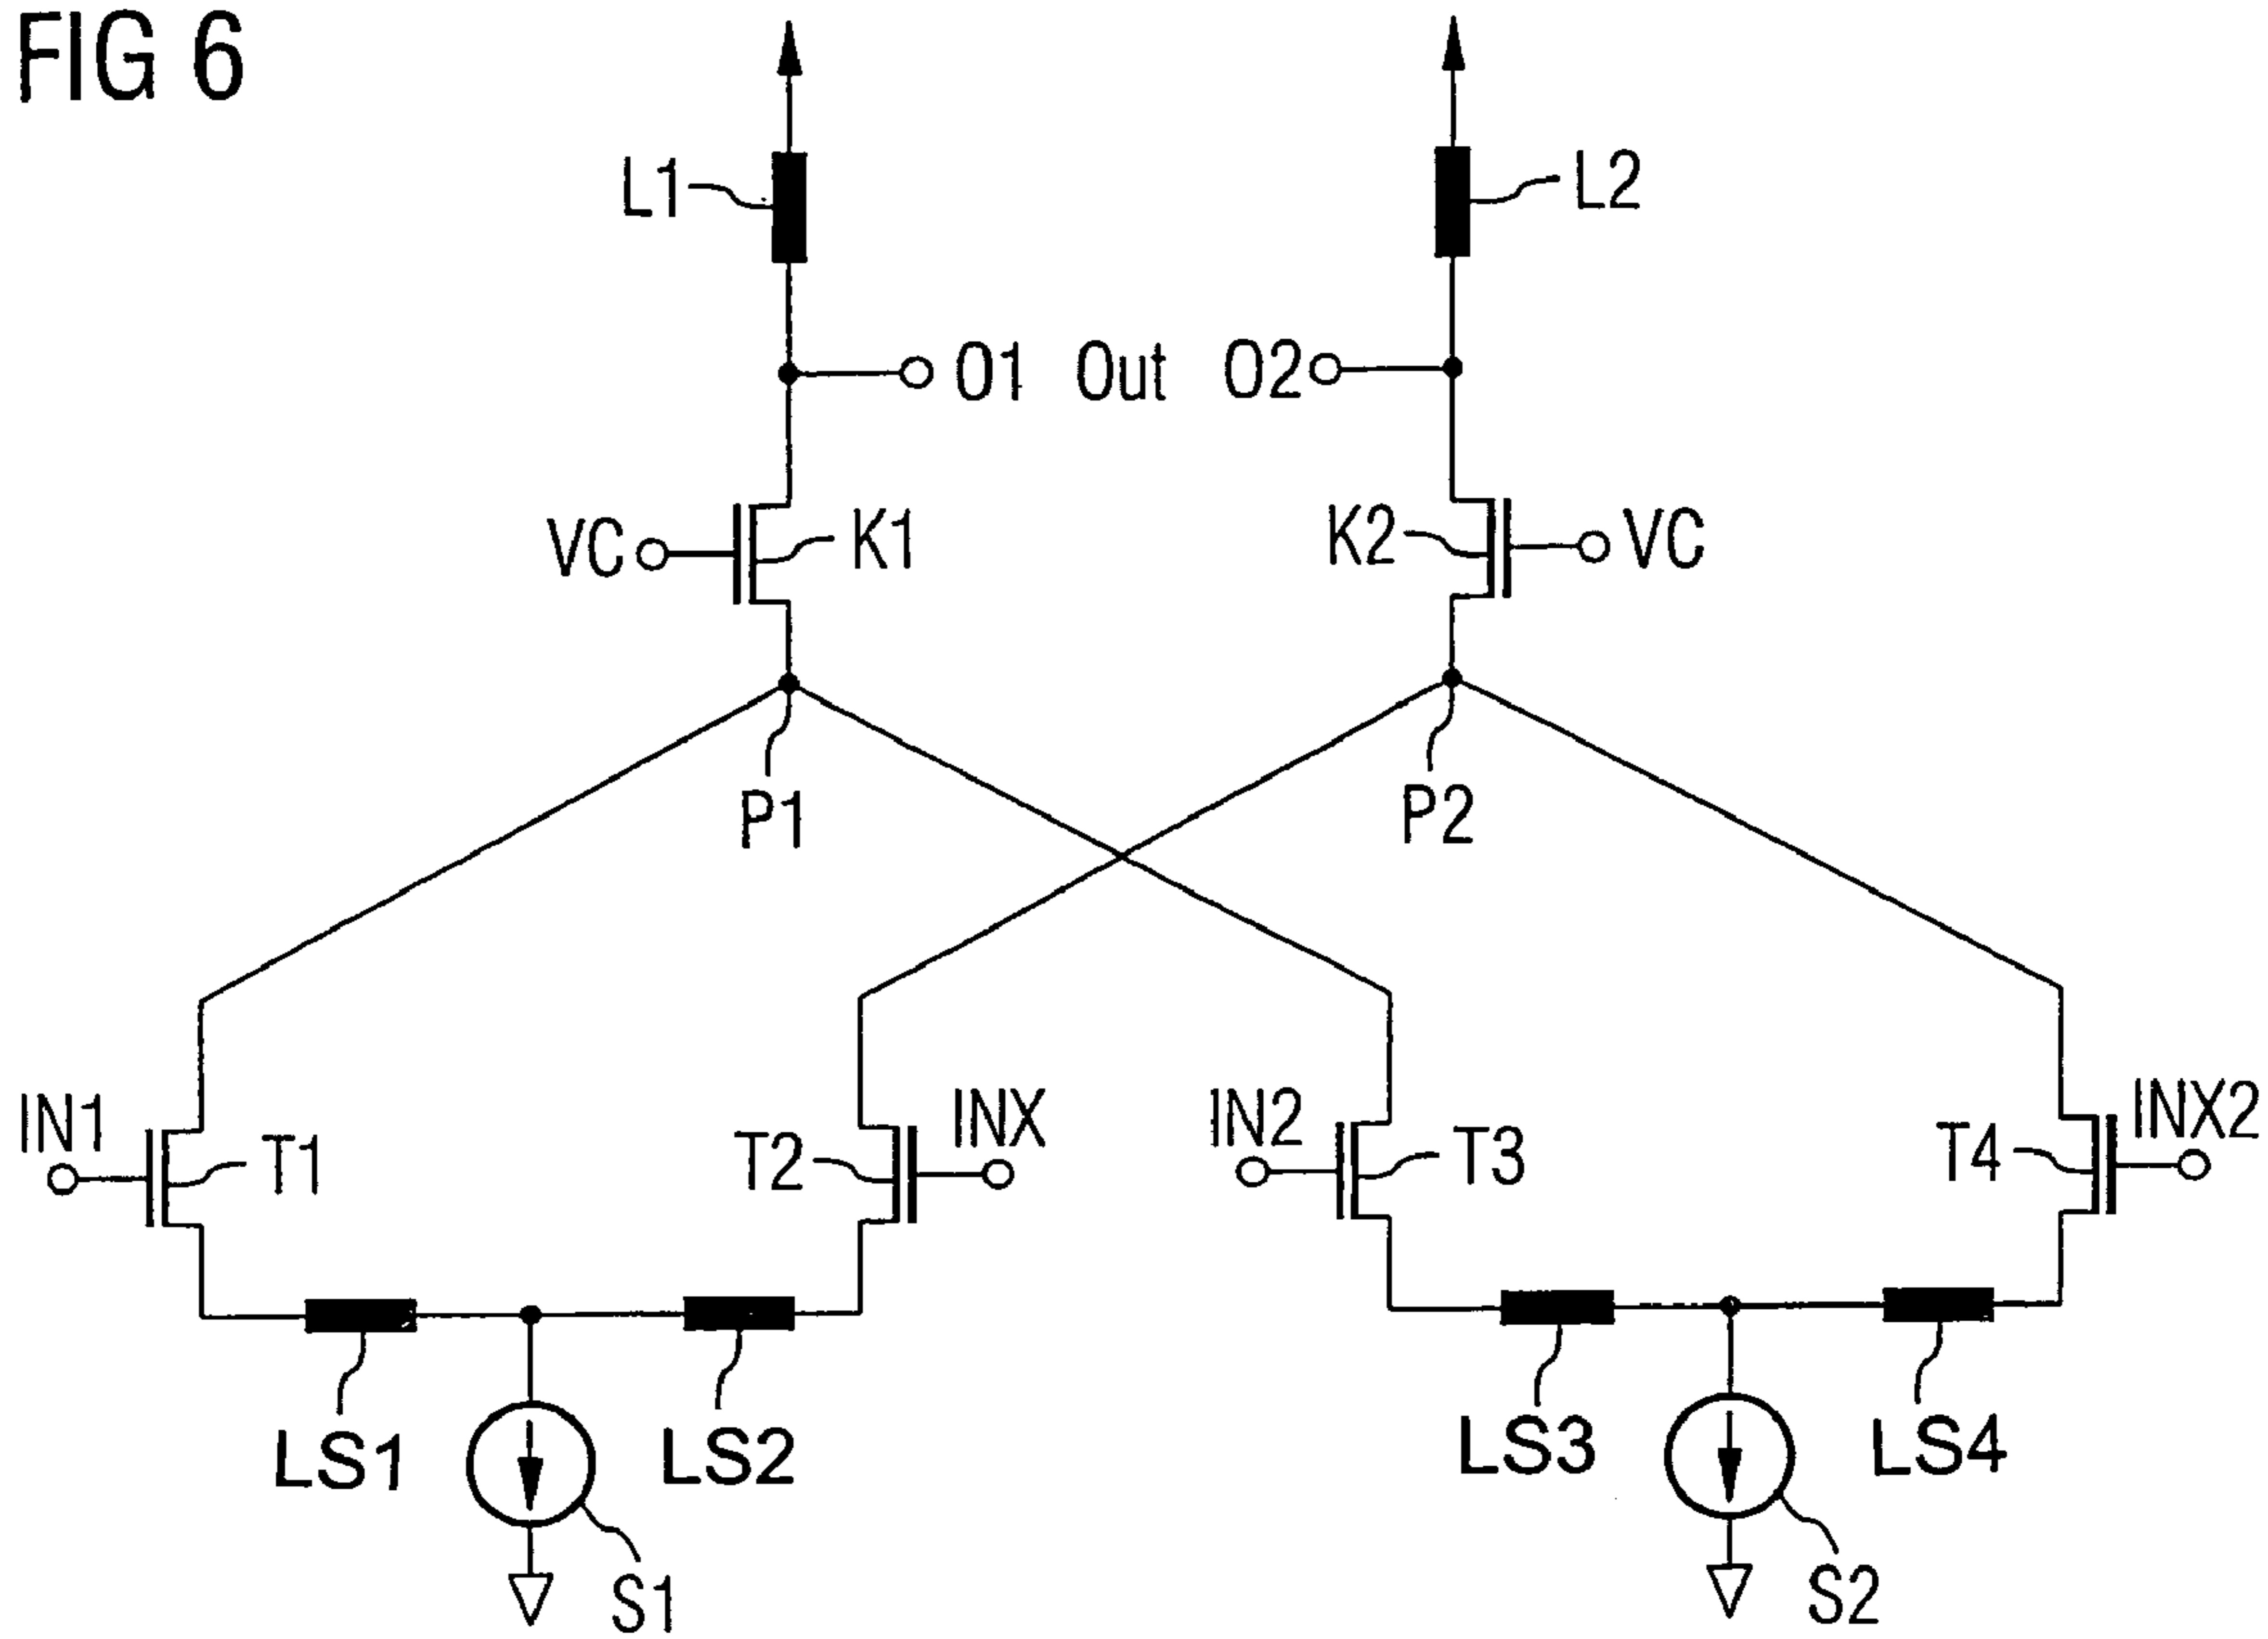 FIG 6
L1
L2
O1 Out O2
VC
K1
K2
VC
P1
P2
IN1
T1
T2
INX
IN2
T3
T4
INX2
LS1
LS2
LS3
LS4
S1
S2